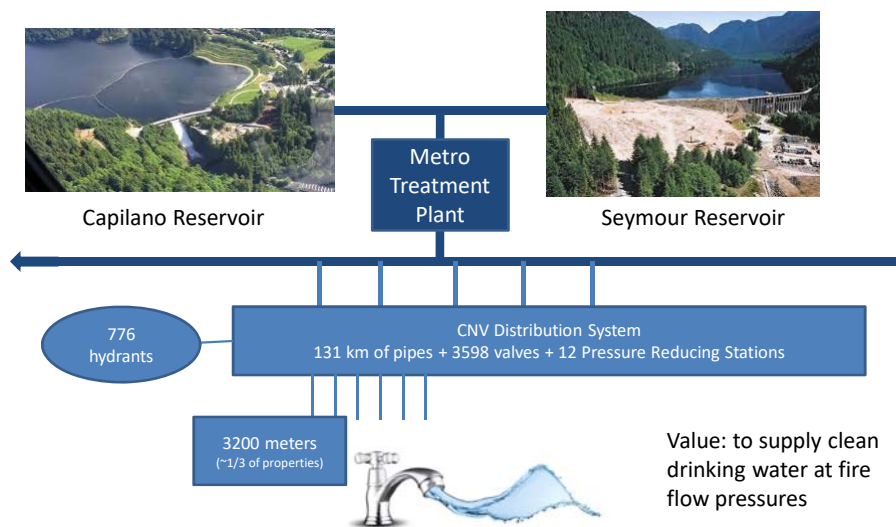 Metro
Treatment
Plant
Capilano Reservoir
Seymour Reservoir
776
hydrants
CNV Distribution System
131 km of pipes + 3598 valves + 12 Pressure Reducing Stations
3200 meters
(~1/3 of properties)
Value: to supply clean
drinking water at fire
flow pressures